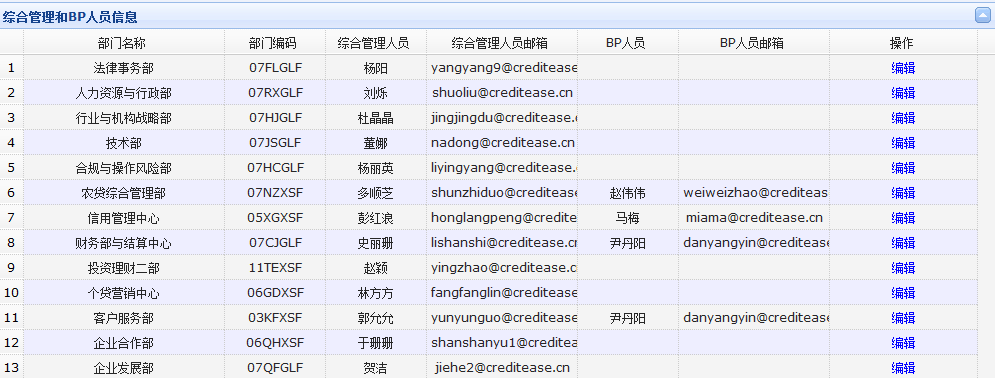 综合管理和BP人员信息
部门名称 部门编码 综合管理人员 综合管理人员邮箱 BP人员 BP人员邮箱 操作
1 法律事务部 07FLGLF 杨阳 yangyang9@creditease 编辑
2 人力资源与行政部 07RXGLF 刘烁 shuoliu@creditease.cn 编辑
3 行业与机构战略部 07HJGLF 杜晶晶 jingjingdu@creditease.c 编辑
4 技术部 07JSGLF 董娜 nadong@creditease.cn 编辑
5 合规与操作风险部 07HCGLF 杨丽英 liyingyang@creditease. 编辑
6 农贷综合管理部 07NZXSF 多顺芝 shunzhiduo@creditease 赵伟伟 weiweizhao@crediteas 编辑
7 信用管理中心 05XGXSF 彭红浪 honglangpeng@credite 马梅 miama@creditease.cn 编辑
8 财务部与结算中心 07CJGLF 史丽珊 lishanshi@creditease.cn 尹丹阳 danyangyin@creditease 编辑
9 投资理财二部 11TEXSF 赵颖 yingzhao@creditease.c 编辑
10 个贷营销中心 06GDXSF 林方方 fangfanglin@creditease 编辑
11 客户服务部 03KFXSF 郭允允 yunyunguo@creditease 尹丹阳 danyangyin@creditease 编辑
12 企业合作部 06QHXSF 于珊珊 shanshanyu1@creditea 编辑
13 企业发展部 07QFGLF 贺洁 jiehe2@creditease.cn 编辑